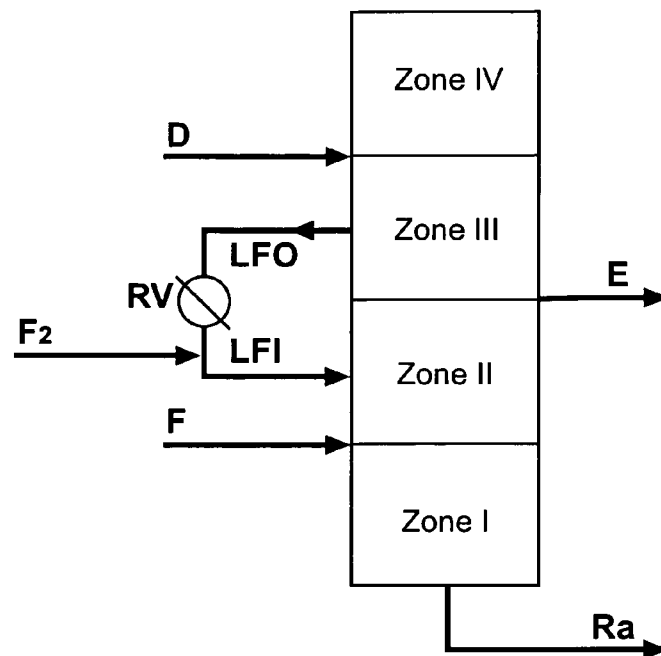 Zone IV
D
Zone III
LFO
E
RV
F2
LFI
Zone II
F
Zone I
Ra